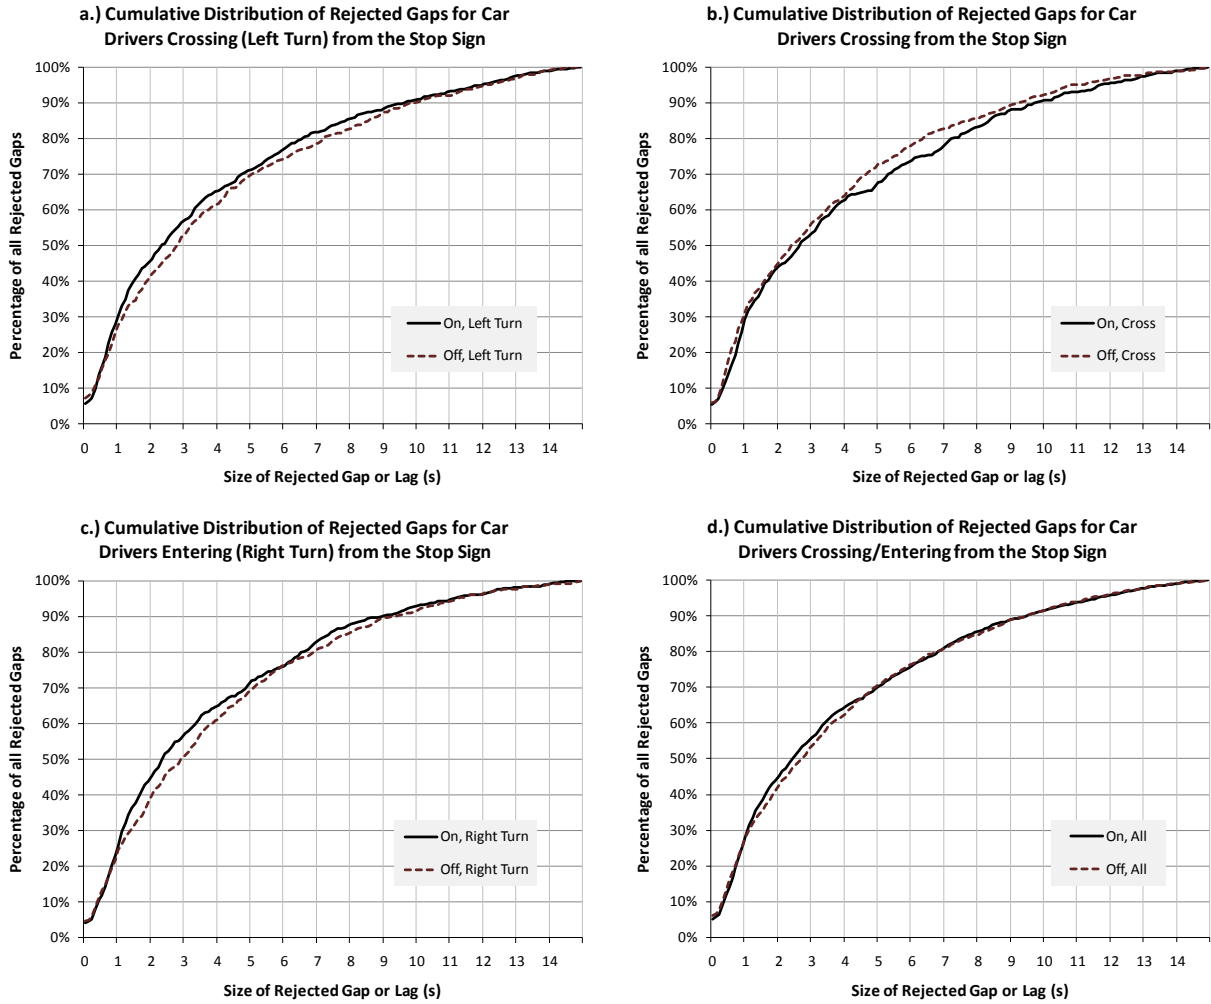 a.) Cumulative Distribution of Rejected Gaps for Car
Drivers Crossing (Left Turn) from the Stop Sign
Percentage of all Rejected Gaps
100%
90%
80%
70%
60%
50%
40%
30%
20%
10%
0%
On, Left Turn
Off, Left Turn
0 1 2 3 4 5 6 7 8 9 10 11 12 13 14
Size of Rejected Gap or Lag (s)
b.) Cumulative Distribution of Rejected Gaps for Car
Drivers Crossing from the Stop Sign
Percentage of all Rejected Gaps
100%
90%
80%
70%
60%
50%
40%
30%
20%
10%
0%
On, Cross
Off, Cross
0 1 2 3 4 5 6 7 8 9 10 11 12 13 14
Size of Rejected Gap or lag (s)
c.) Cumulative Distribution of Rejected Gaps for Car
Drivers Entering (Right Turn) from the Stop Sign
Percentage of all Rejected Gaps
100%
90%
80%
70%
60%
50%
40%
30%
20%
10%
0%
On, Right Turn
Off, Right Turn
0 1 2 3 4 5 6 7 8 9 10 11 12 13 14
Size of Rejected Gap or Lag (s)
d.) Cumulative Distribution of Rejected Gaps for Car
Drivers Crossing/Entering from the Stop Sign
Percentage of all Rejected Gaps
100%
90%
80%
70%
60%
50%
40%
30%
20%
10%
0%
On, All
Off, All
0 1 2 3 4 5 6 7 8 9 10 11 12 13 14
Size of Rejected Gap or Lag (s)